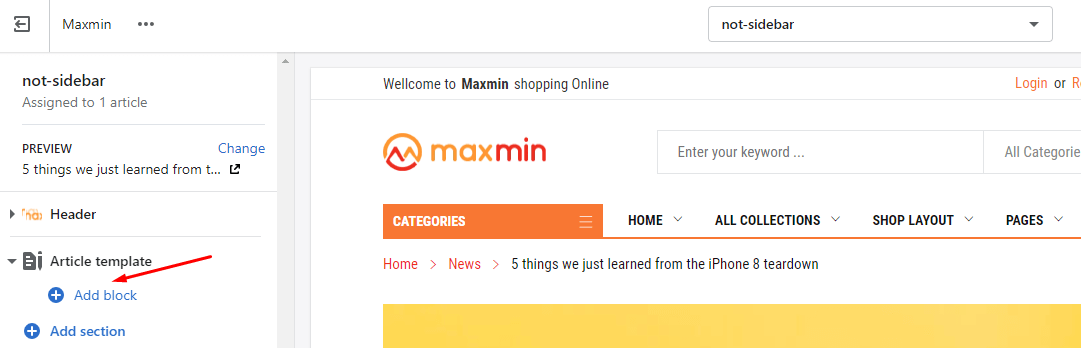 Maxmin ••• not-sidebar
not-sidebar
Assigned to 1 article
PREVIEW Change
5 things we just learned from t...
Header
Article template
Add block
Add section
Wellcome to Maxmin shopping Online Login or Re
maxmin Enter your keyword ... All Categorie
CATEGORIES HOME ALL COLLECTIONS SHOP LAYOUT PAGES
Home > News > 5 things we just learned from the iPhone 8 teardown